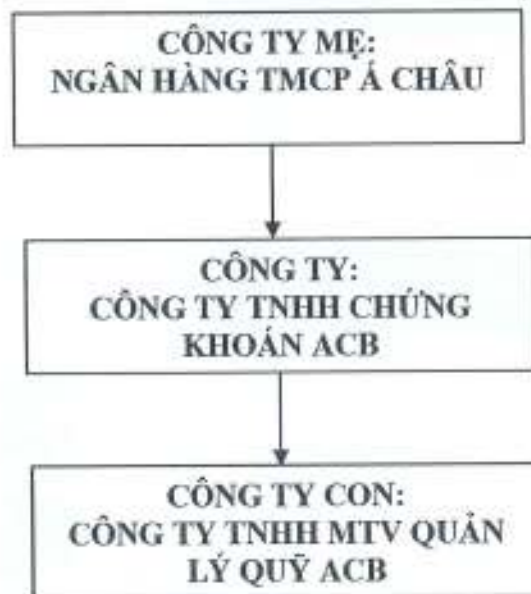 CÔNG TY MẸ:
NGÂN HÀNG TMCP Á CHÂU
CÔNG TY:
CÔNG TY TNHH CHỨNG
KHOÁN ACB
CÔNG TY CON:
CÔNG TY TNHH MTV QUẢN
LÝ QUỸ ACB